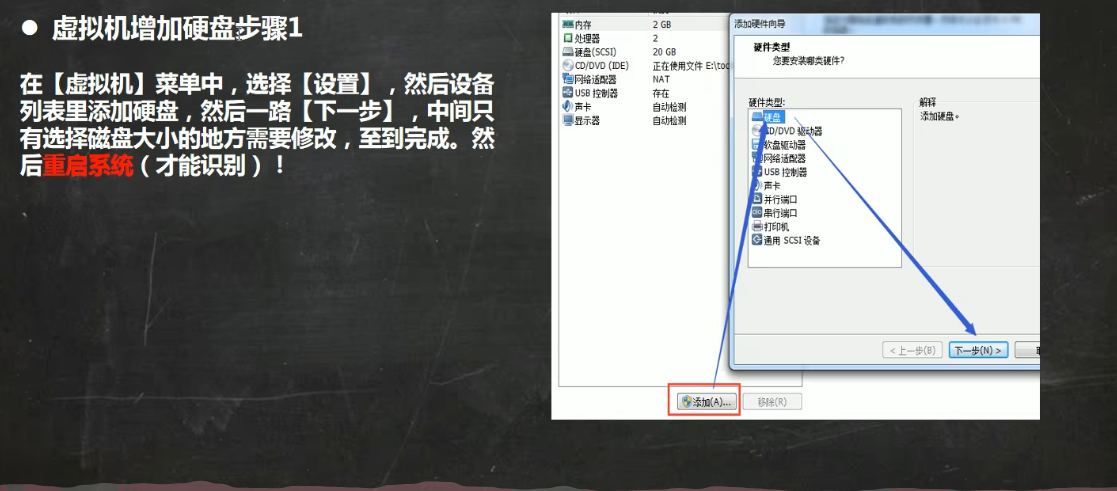 ● 虚拟机增加硬盘步骤1
在【虚拟机】菜单中，选择【设置】，然后设备
列表里添加硬盘，然后一路【下一步】，中间只
有选择磁盘大小的地方需要修改，至到完成。然
后重启系统（才能识别）！
内存 2 GB
处理器 2
硬盘(SCSI) 20 GB
CD/DVD (IDE) 正在使用文件 E:\tod
网络适配器 NAT
USB 控制器 存在
声卡 自动检测
显示器 自动检测
添加(A)...
移除(R)
添加硬件向导
硬件类型
您要安装哪类硬件?
硬件类型:
硬盘
CD/DVD 驱动器
软盘驱动器
网络适配器
USB 控制器
声卡
并行端口
串行端口
打印机
通用 SCSI 设备
解释
添加硬盘。
< 上一步(B)
下一步(N) >